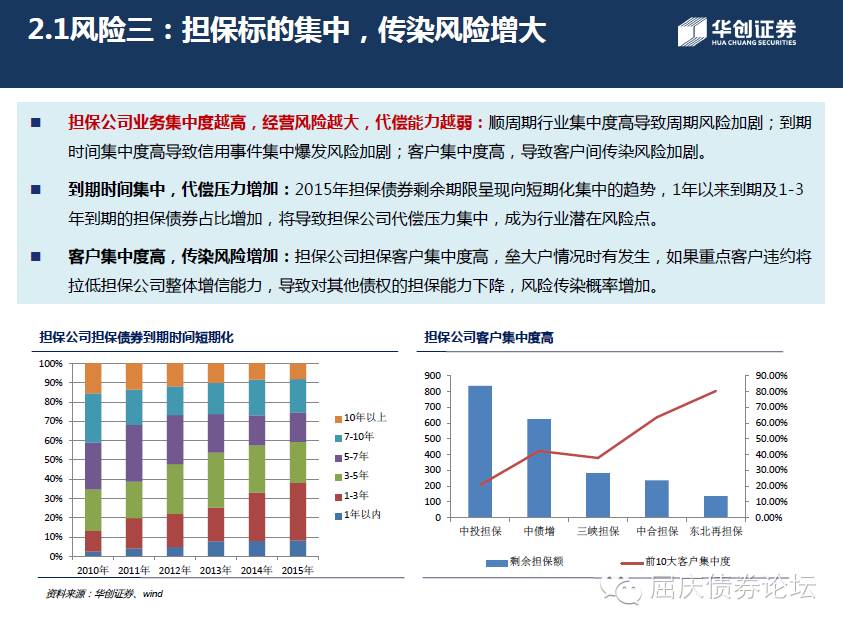 2.1风险三：担保标的集中，传染风险增大
华创证券
HUA CHUANG SECURITIES
■ 担保公司业务集中度越高，经营风险越大，代偿能力越弱：顺周期行业集中度高导致周期风险加剧；到期
时间集中度高导致信用事件集中爆发风险加剧；客户集中度高，导致客户间传染风险加剧。
■ 到期时间集中，代偿压力增加：2015年担保债券剩余期限呈现向短期化集中的趋势，1年以来到期及1-3
年到期的担保债券占比增加，将导致担保公司代偿压力集中，成为行业潜在风险点。
■ 客户集中度高，传染风险增加：担保公司担保客户集中度高，垒大户情况时有发生，如果重点客户违约将
拉低担保公司整体增信能力，导致对其他债权的担保能力下降，风险传染概率增加。
担保公司担保债券到期时间短期化
100%
90%
80%
70%
60%
50%
40%
30%
20%
10%
0%
2010年 2011年 2012年 2013年 2014年 2015年
10年以上
7-10年
5-7年
3-5年
1-3年
1年以内
担保公司客户集中度高
900
800
700
600
500
400
300
200
100
0
90.00%
80.00%
70.00%
60.00%
50.00%
40.00%
30.00%
20.00%
10.00%
0.00%
中投担保 中债增 三峡担保 中合担保 东北再担保
剩余担保额 前10大客户集中度
资料来源：华创证券、wind
屈庆债券论坛